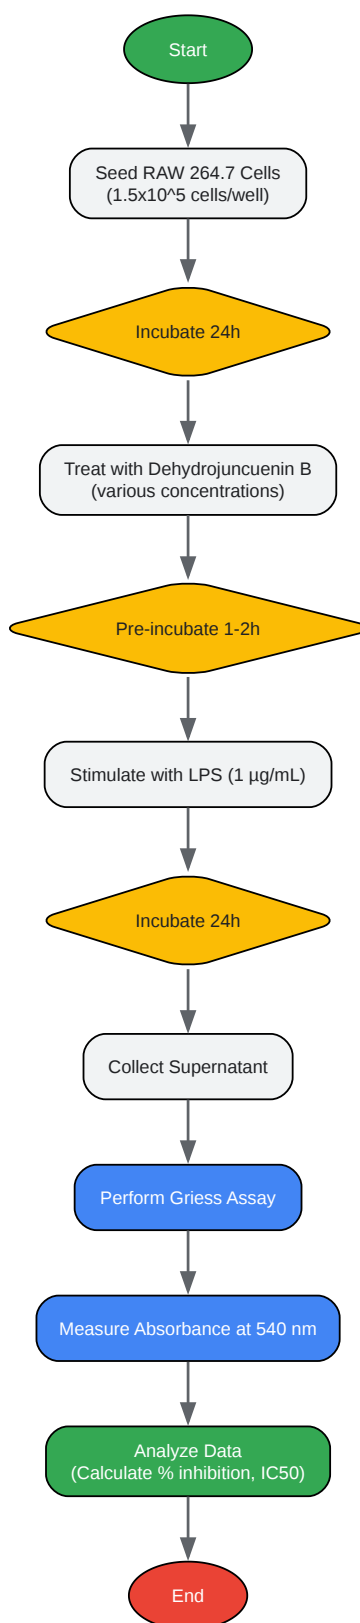 Start
Seed RAW 264.7 Cells
(1.5x10^5 cells/well)
Incubate 24h
Treat with Dehydrojuncuenin B
(various concentrations)
Pre-incubate 1-2h
Stimulate with LPS (1 µg/mL)
Incubate 24h
Collect Supernatant
Perform Griess Assay
Measure Absorbance at 540 nm
Analyze Data
(Calculate % inhibition, IC50)
End